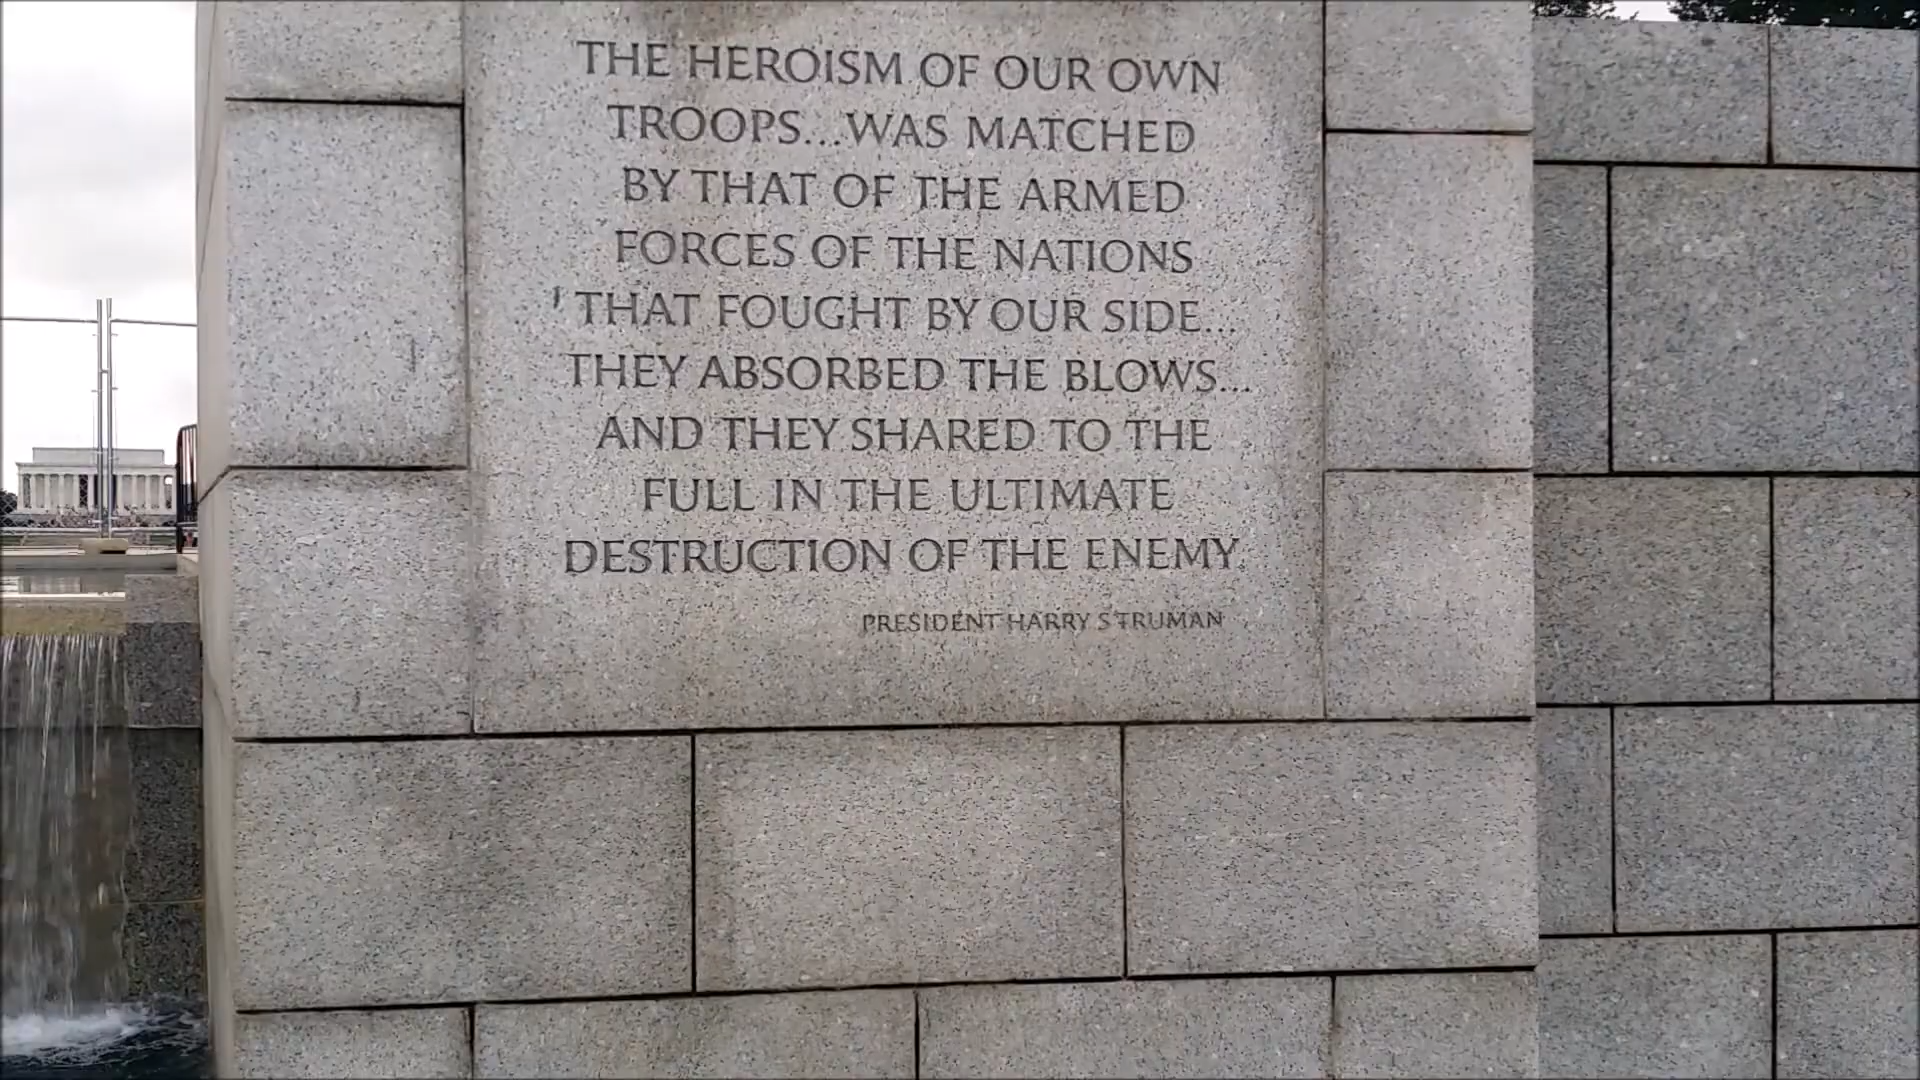 THE HEROISM OF OUR OWN
TROOPS...WAS MATCHED
BY THAT OF THE ARMED
FORCES OF THE NATIONS
THAT FOUGHT BY OUR SIDE...
THEY ABSORBED THE BLOWS...
AND THEY SHARED TO THE
FULL IN THE ULTIMATE
DESTRUCTION OF THE ENEMY.
PRESIDENT HARRY S TRUMAN